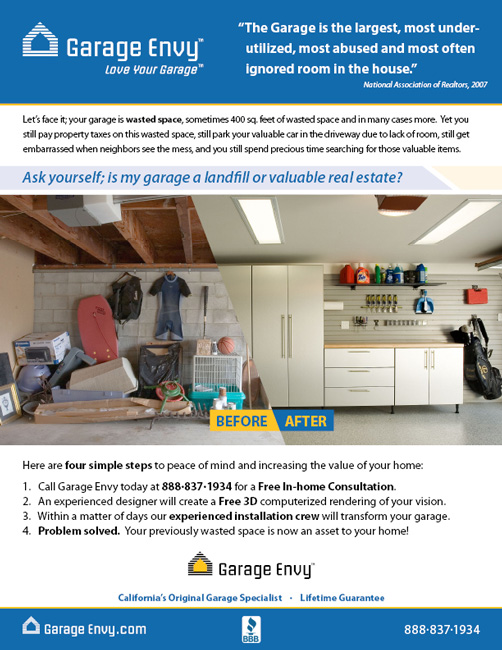 Garage Envy™
Love Your Garage™
“The Garage is the largest, most under-
utilized, most abused and most often
ignored room in the house.”
National Association of Realtors, 2007
Let’s face it; your garage is wasted space, sometimes 400 sq. feet of wasted space and in many cases more. Yet you
still pay property taxes on this wasted space, still park your valuable car in the driveway due to lack of room, still get
embarrassed when neighbors see the mess, and you still spend precious time searching for those valuable items.
Ask yourself; is my garage a landfill or valuable real estate?
BEFORE AFTER
Here are four simple steps to peace of mind and increasing the value of your home:
1. Call Garage Envy today at 888·837·1934 for a Free In-home Consultation.
2. An experienced designer will create a Free 3D computerized rendering of your vision.
3. Within a matter of days our experienced installation crew will transform your garage.
4. Problem solved. Your previously wasted space is now an asset to your home!
Garage Envy™
California’s Original Garage Specialist · Lifetime Guarantee
Garage Envy.com
BBB
888·837·1934